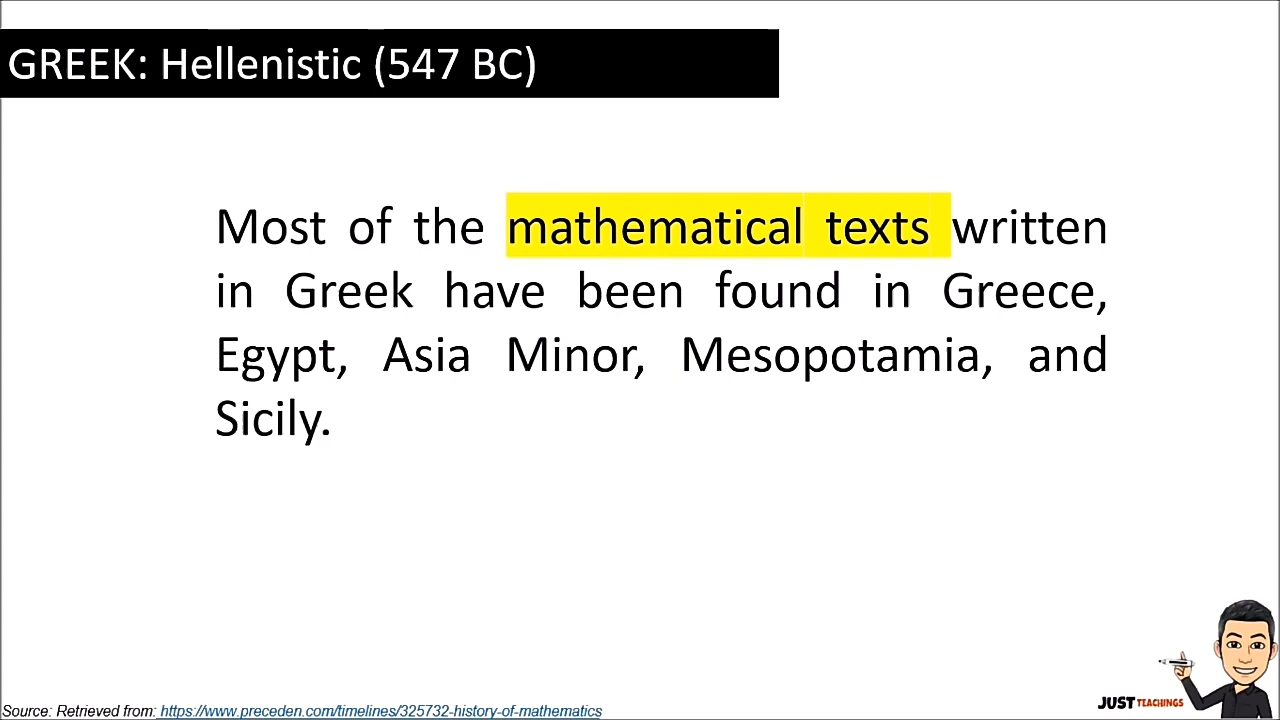 GREEK: Hellenistic (547 BC)
Most of the mathematical texts written
in Greek have been found in Greece,
Egypt, Asia Minor, Mesopotamia, and
Sicily.
JUST TEACHINGS
Source: Retrieved from: https://www.preceden.com/timelines/325732-history-of-mathematics